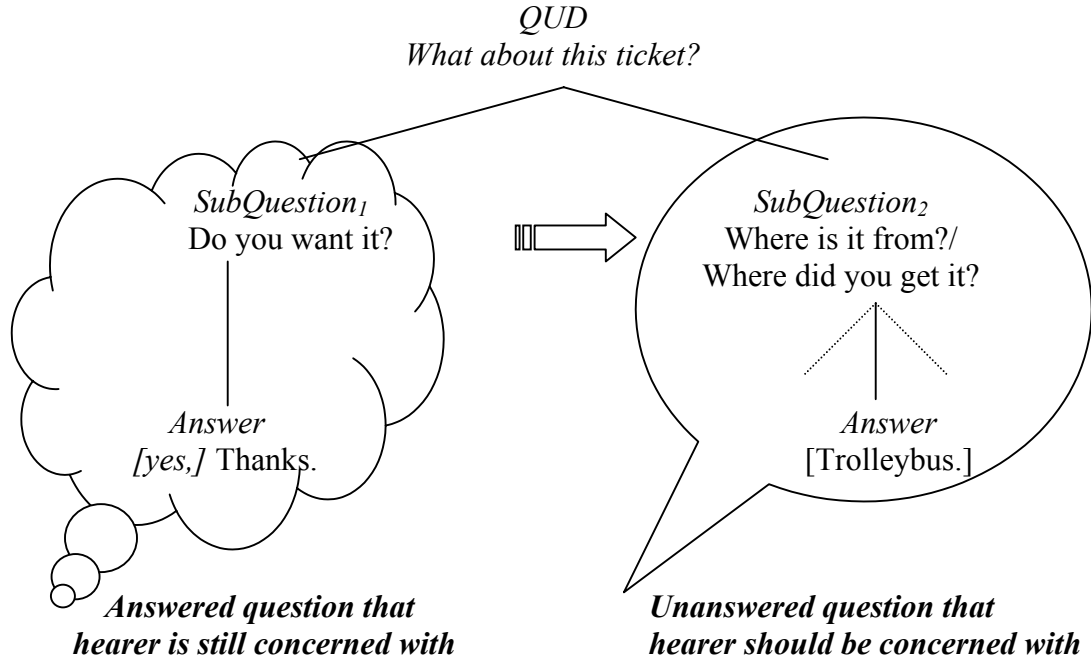 QUD
What about this ticket?
SubQuestion1
Do you want it?
Answer
[yes,] Thanks.
SubQuestion2
Where is it from?/
Where did you get it?
Answer
[Trolleybus.]
Answered question that
hearer is still concerned with
Unanswered question that
hearer should be concerned with